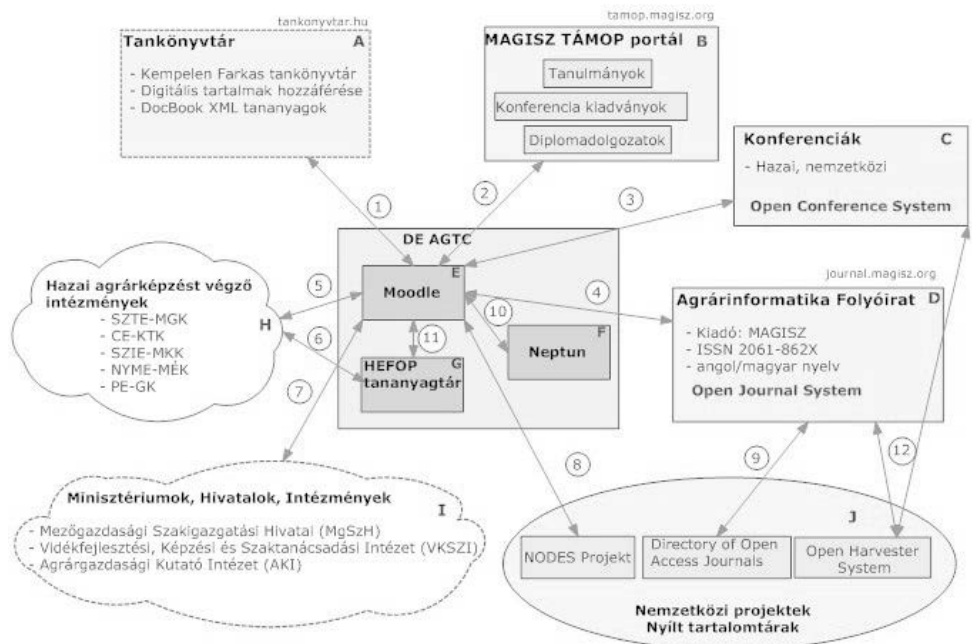 tankonyvtar.hu
Tankönyvtár
A
- Kempelen Farkas tankönyvtár
- Digitális tartalmak hozzáférése
- DocBook XML tananyagok
tamop.magisz.org
MAGISZ TÁMOP portál
B
Tanulmányok
Konferencia kiadványok
Diplomadolgozatok
Konferenciák
C
- Hazai, nemzetközi
Open Conference System
1
2
3
DE AGTC
E
Moodle
4
10
11
F
Neptun
HEFOP
G
tananyagtár
Hazai agrárképzést végző
intézmények
- SZTE-MGK
- CE-KTK
- SZIE-MKK
- NYME-MÉK
- PE-GK
H
5
6
7
journal.magisz.org
Agrárinformatika Folyóirat
D
- Kiadó: MAGISZ
- ISSN 2061-862X
- angol/magyar nyelv
Open Journal System
8
9
12
Minisztériumok, Hivatalok, Intézmények
I
- Mezőgazdasági Szakigazgatási Hivatal (MgSzH)
- Vidékfejlesztési, Képzési és Szaktanácsadási Intézet (VKSZI)
- Agrárgazdasági Kutató Intézet (AKI)
J
NODES Projekt
Directory of Open
Access Journals
Open Harvester
System
Nemzetközi projektek
Nyílt tartalomtárak